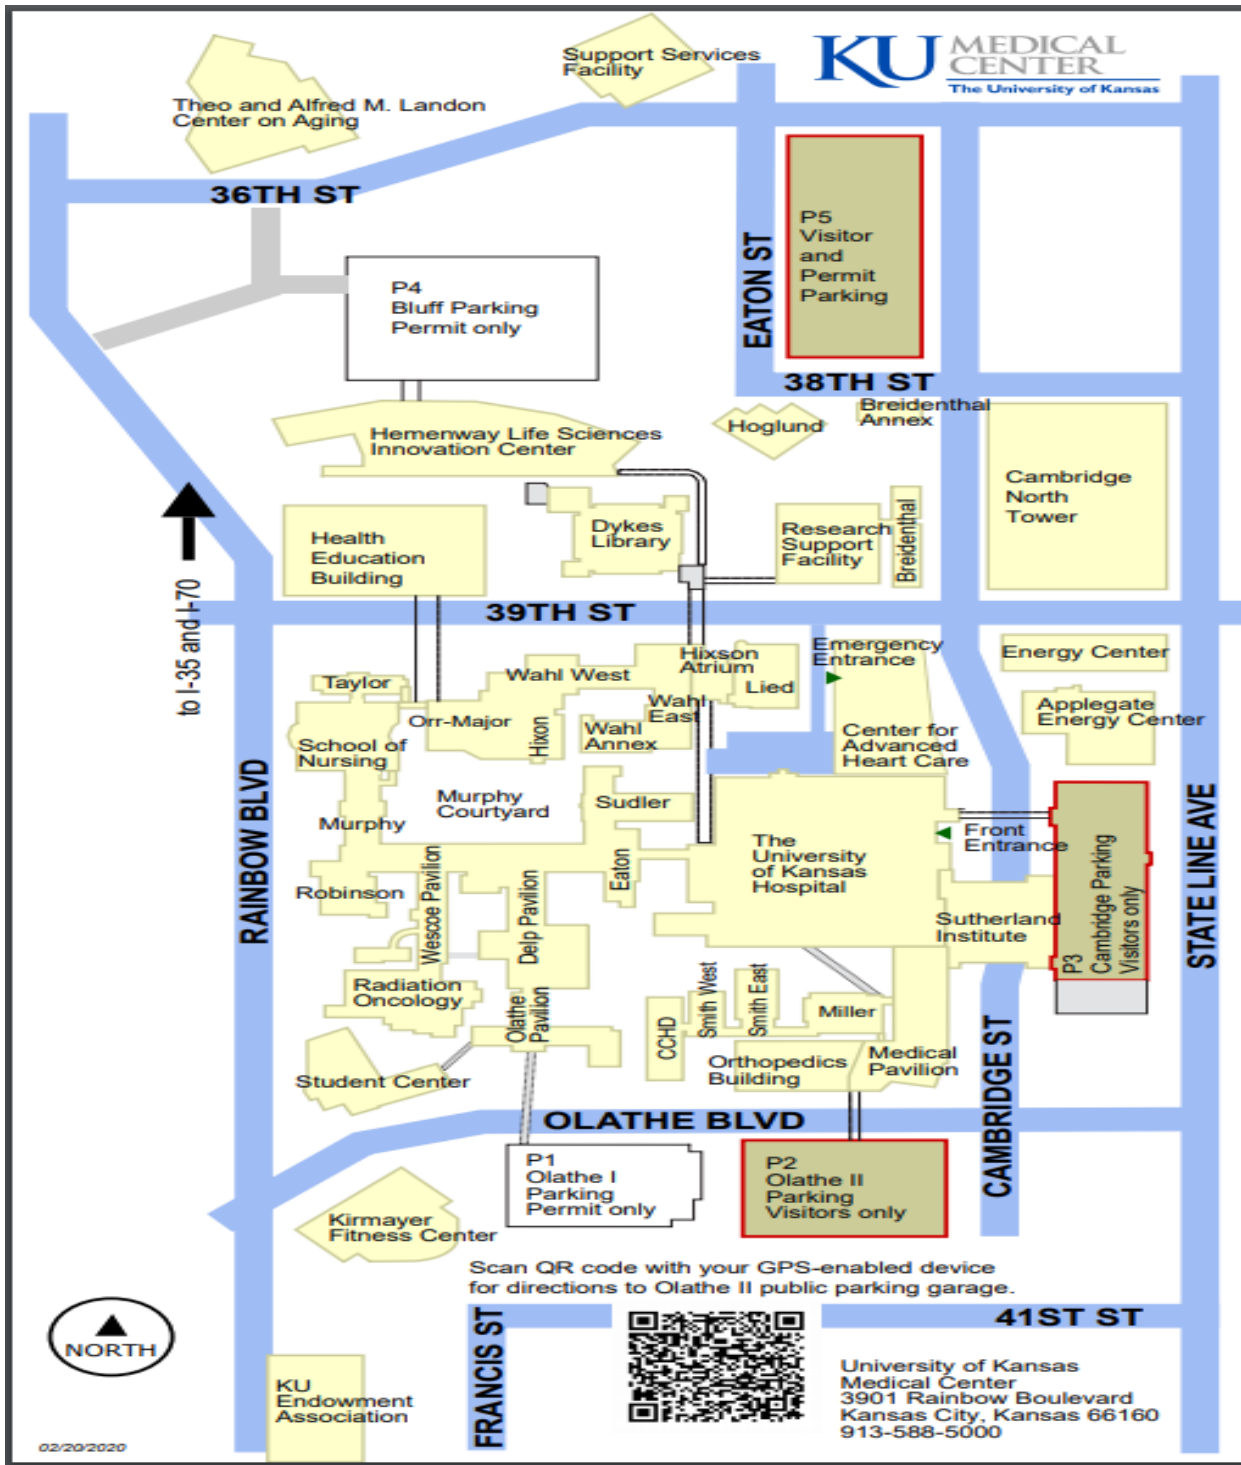 Support Services
Facility
KU MEDICAL
CENTER
The University of Kansas
Theo and Alfred M. Landon
Center on Aging
36TH ST
P5
Visitor
and
Permit
Parking
EATON ST
P4
Bluff Parking
Permit only
38TH ST
Breidenthal
Annex
Hoglund
Hemenway Life Sciences
Innovation Center
Cambridge
North
Tower
Dykes
Library
Research
Support
Facility
Breidenthal
Health
Education
Building
to I-35 and I-70
39TH ST
Emergency
Entrance
Energy Center
Hixson
Atrium
Wahl West
Taylor
Lied
Wahl
East
Orr-Major
Hixon
Wahl
Annex
Applegate
Energy Center
School of
Nursing
Center for
Advanced
Heart Care
RAINBOW BLVD
Murphy
Courtyard
Sudler
Murphy
Front
Entrance
STATE LINE AVE
The
University
of Kansas
Hospital
Eaton
Robinson
Wescoe Pavilion
Delp Pavilion
Sutherland
Institute
P3
Cambridge Parking
Visitors only
Radiation
Oncology
Olathe
Pavilion
CCHD
Smith West
Smith East
Miller
Orthopedics
Building
Medical
Pavilion
Student Center
CAMBRIDGE ST
OLATHE BLVD
P1
Olathe I
Parking
Permit only
P2
Olathe II
Parking
Visitors only
Kirmayer
Fitness Center
Scan QR code with your GPS-enabled device
for directions to Olathe II public parking garage.
41ST ST
FRANCIS ST
NORTH
KU
Endowment
Association
University of Kansas
Medical Center
3901 Rainbow Boulevard
Kansas City, Kansas 66160
913-588-5000
02/20/2020